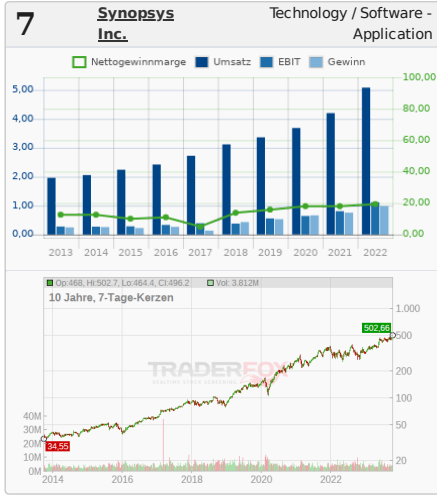 7
Synopsys
Inc.
Technology / Software -
Application
Nettogewinnmarge Umsatz EBIT Gewinn
5,00
4,00
3,00
2,00
1,00
0,00
100,00
80,00
60,00
40,00
20,00
0,00
2013 2014 2015 2016 2017 2018 2019 2020 2021 2022
Op:468, Hi:502.7, Lo:464.4, Cl:496.2 Vol: 3.812M
10 Jahre, 7-Tage-Kerzen
TRADERFOX
502,66
34,55
1.000
500
200
100
50
20
40M
30M
20M
10M
0M
2014 2016 2018 2020 2022